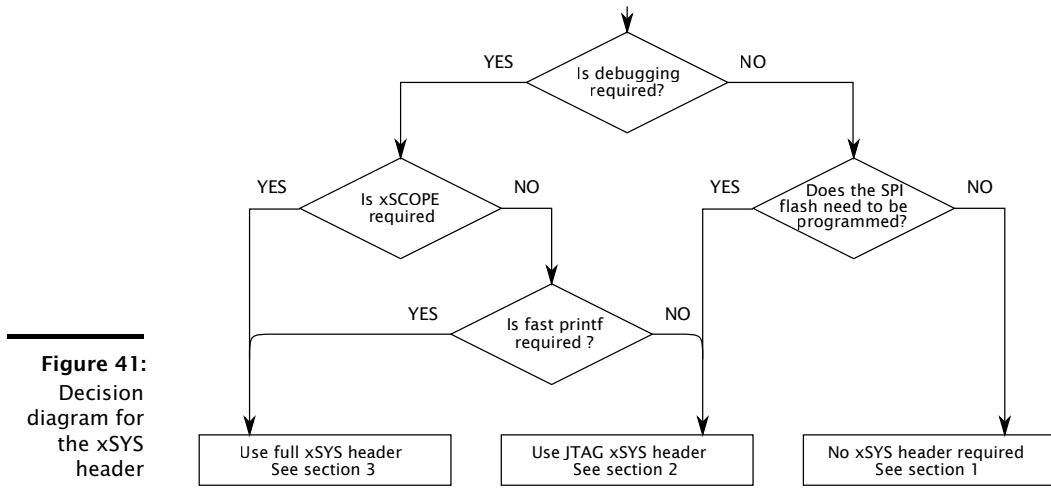 YES
Is debugging
required?
NO
YES
Is xSCOPE
required
NO
YES
Does the SPI
flash need to be
programmed?
NO
YES
Is fast printf
required ?
NO
Figure 41:
Decision
diagram for
the xSYS
header
Use full xSYS header
See section 3
Use JTAG xSYS header
See section 2
No xSYS header required
See section 1